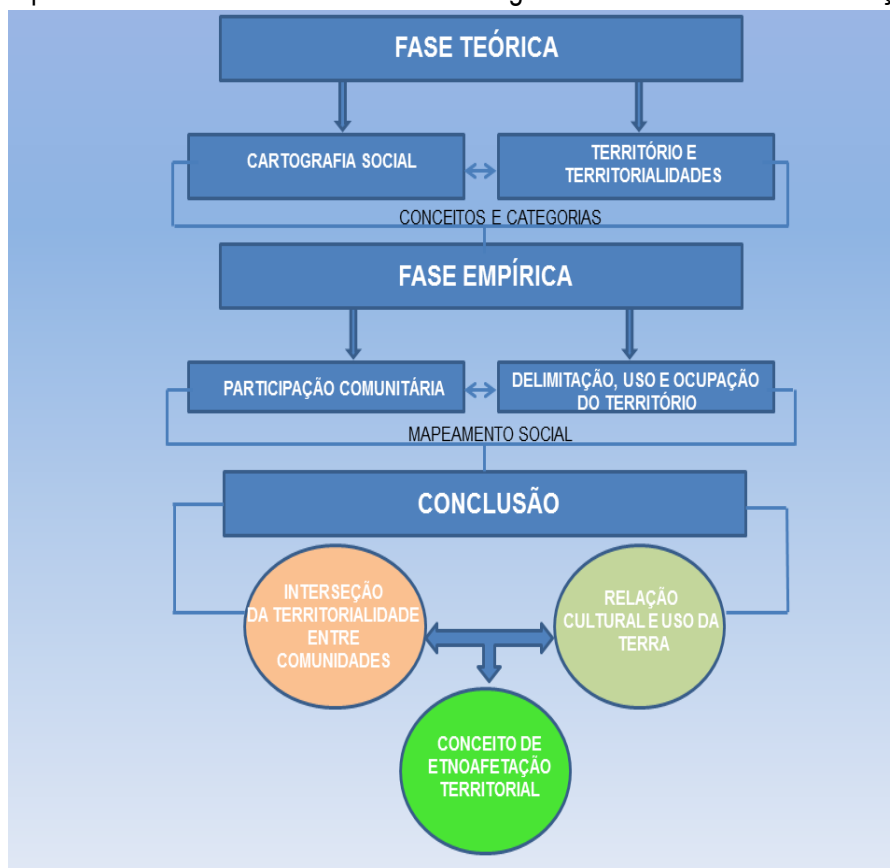 FASE TEÓRICA
CARTOGRAFIA SOCIAL
TERRITÓRIO E
TERRITORIALIDADES
CONCEITOS E CATEGORIAS
FASE EMPÍRICA
PARTICIPAÇÃO COMUNITÁRIA
DELIMITAÇÃO, USO E OCUPAÇÃO
DO TERRITÓRIO
MAPEAMENTO SOCIAL
CONCLUSÃO
INTERSEÇÃO
DA TERRITORIALIDADE
ENTRE
COMUNIDADES
RELAÇÃO
CULTURAL E USO DA
TERRA
CONCEITO DE
ETNOAFETAÇÃO
TERRITORIAL